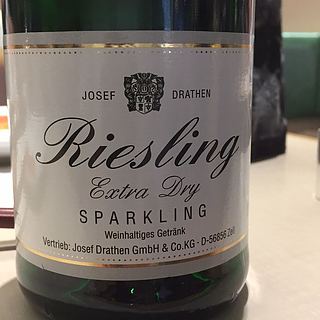 JOSEF DRATHEN
Riesling
Extra Dry
SPARKLING
Weinhaltiges Getränk
Vertrieb: Josef Drathen GmbH & Co.KG - D-56856 Zell